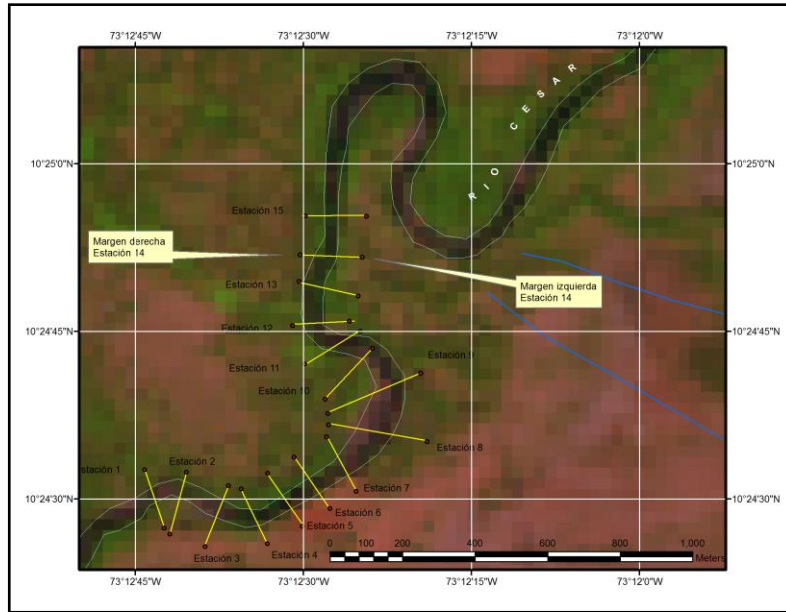 73°12'45"W 73°12'30"W 73°12'15"W 73°12'0"W
RIO CESAR
10°25'0"N 10°25'0"N
Estación 15
Margen derecha
Estación 14
Margen izquierda
Estación 14
Estación 13
Estación 12
10°24'45"N 10°24'45"N
Estación 11
Estación 9
Estación 10
Estación 8
stación 1
Estación 2
Estación 7
10°24'30"N 10°24'30"N
Estación 6
Estación 5
Estación 4
Estación 3
0 100 200 400 600 800 1.000
Meters
73°12'45"W 73°12'30"W 73°12'15"W 73°12'0"W